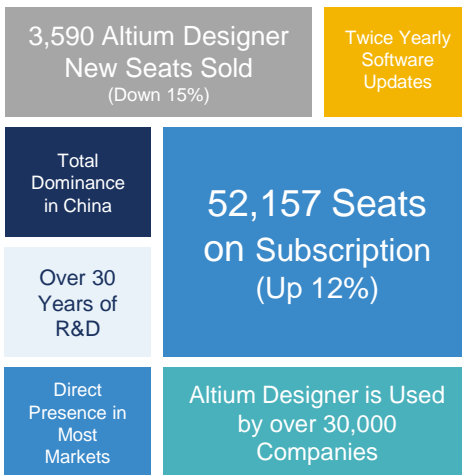 3,590 Altium Designer
New Seats Sold
(Down 15%)
Twice Yearly
Software
Updates
Total
Dominance
in China
52,157 Seats
on Subscription
(Up 12%)
Over 30
Years of
R&D
Direct
Presence in
Most
Markets
Altium Designer is Used
by over 30,000
Companies